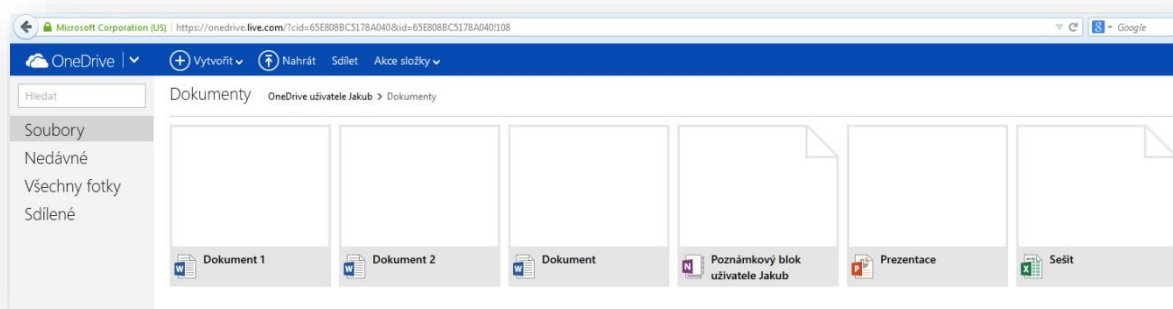 Microsoft Corporation (US) https://onedrive.live.com/?cid=65E808BC5178A040&id=65E808BC5178A040!108 8 Google
OneDrive Vytvořit Nahrát Sdílet Akce složky
Hledat
Dokumenty OneDrive uživatele Jakub > Dokumenty
Soubory
Nedávné
Všechny fotky
Sdílené
Dokument 1
Dokument 2
Dokument
Poznámkový blok
uživatele Jakub
Prezentace
Sešit